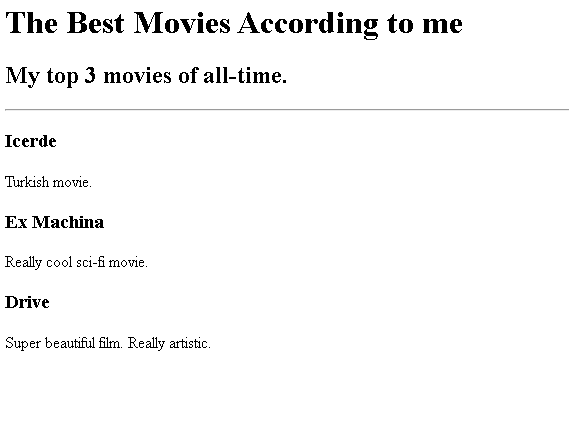 The Best Movies According to me
My top 3 movies of all-time.
Icerde
Turkish movie.
Ex Machina
Really cool sci-fi movie.
Drive
Super beautiful film. Really artistic.